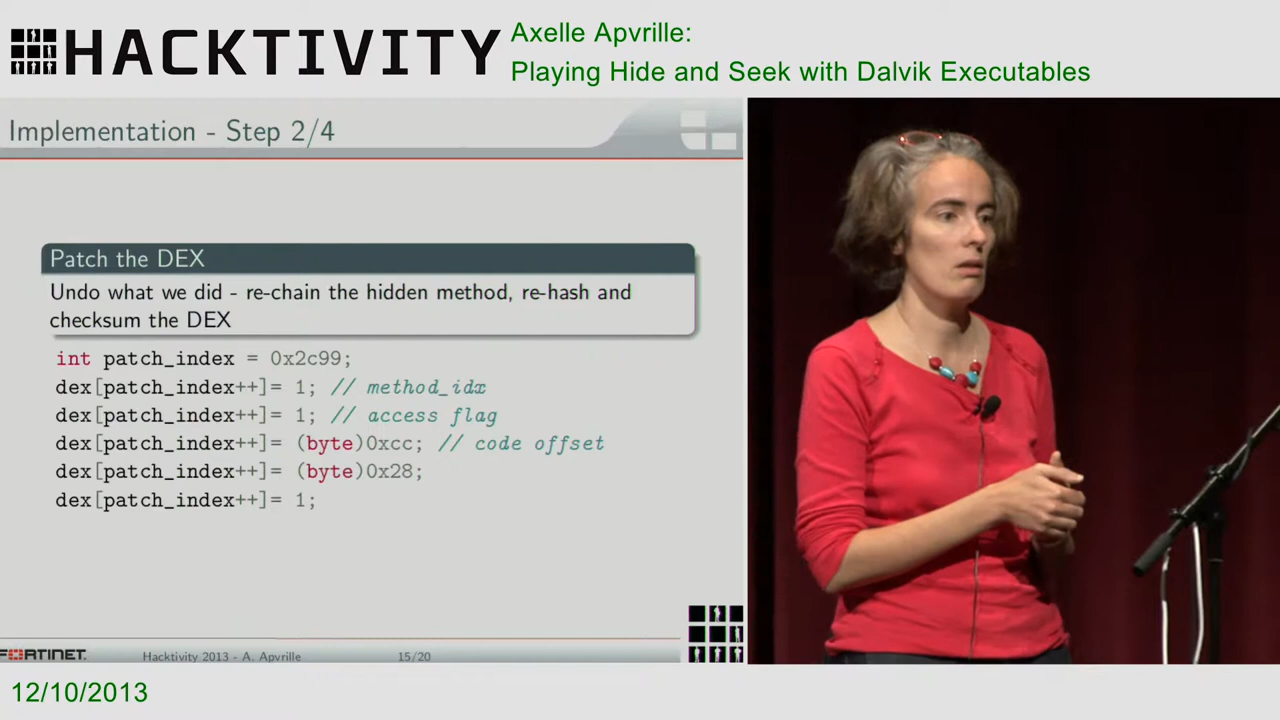 HACKTIVITY
Axelle Apvrille:
Playing Hide and Seek with Dalvik Executables
Implementation - Step 2/4
Patch the DEX
Undo what we did - re-chain the hidden method, re-hash and
checksum the DEX
int patch_index = 0x2c99;
dex[patch_index++]= 1; // method_idx
dex[patch_index++]= 1; // access flag
dex[patch_index++]= (byte)0xcc; // code offset
dex[patch_index++]= (byte)0x28;
dex[patch_index++]= 1;
FORTINET. Hacktivity 2013 - A. Apvrille 15/20
12/10/2013